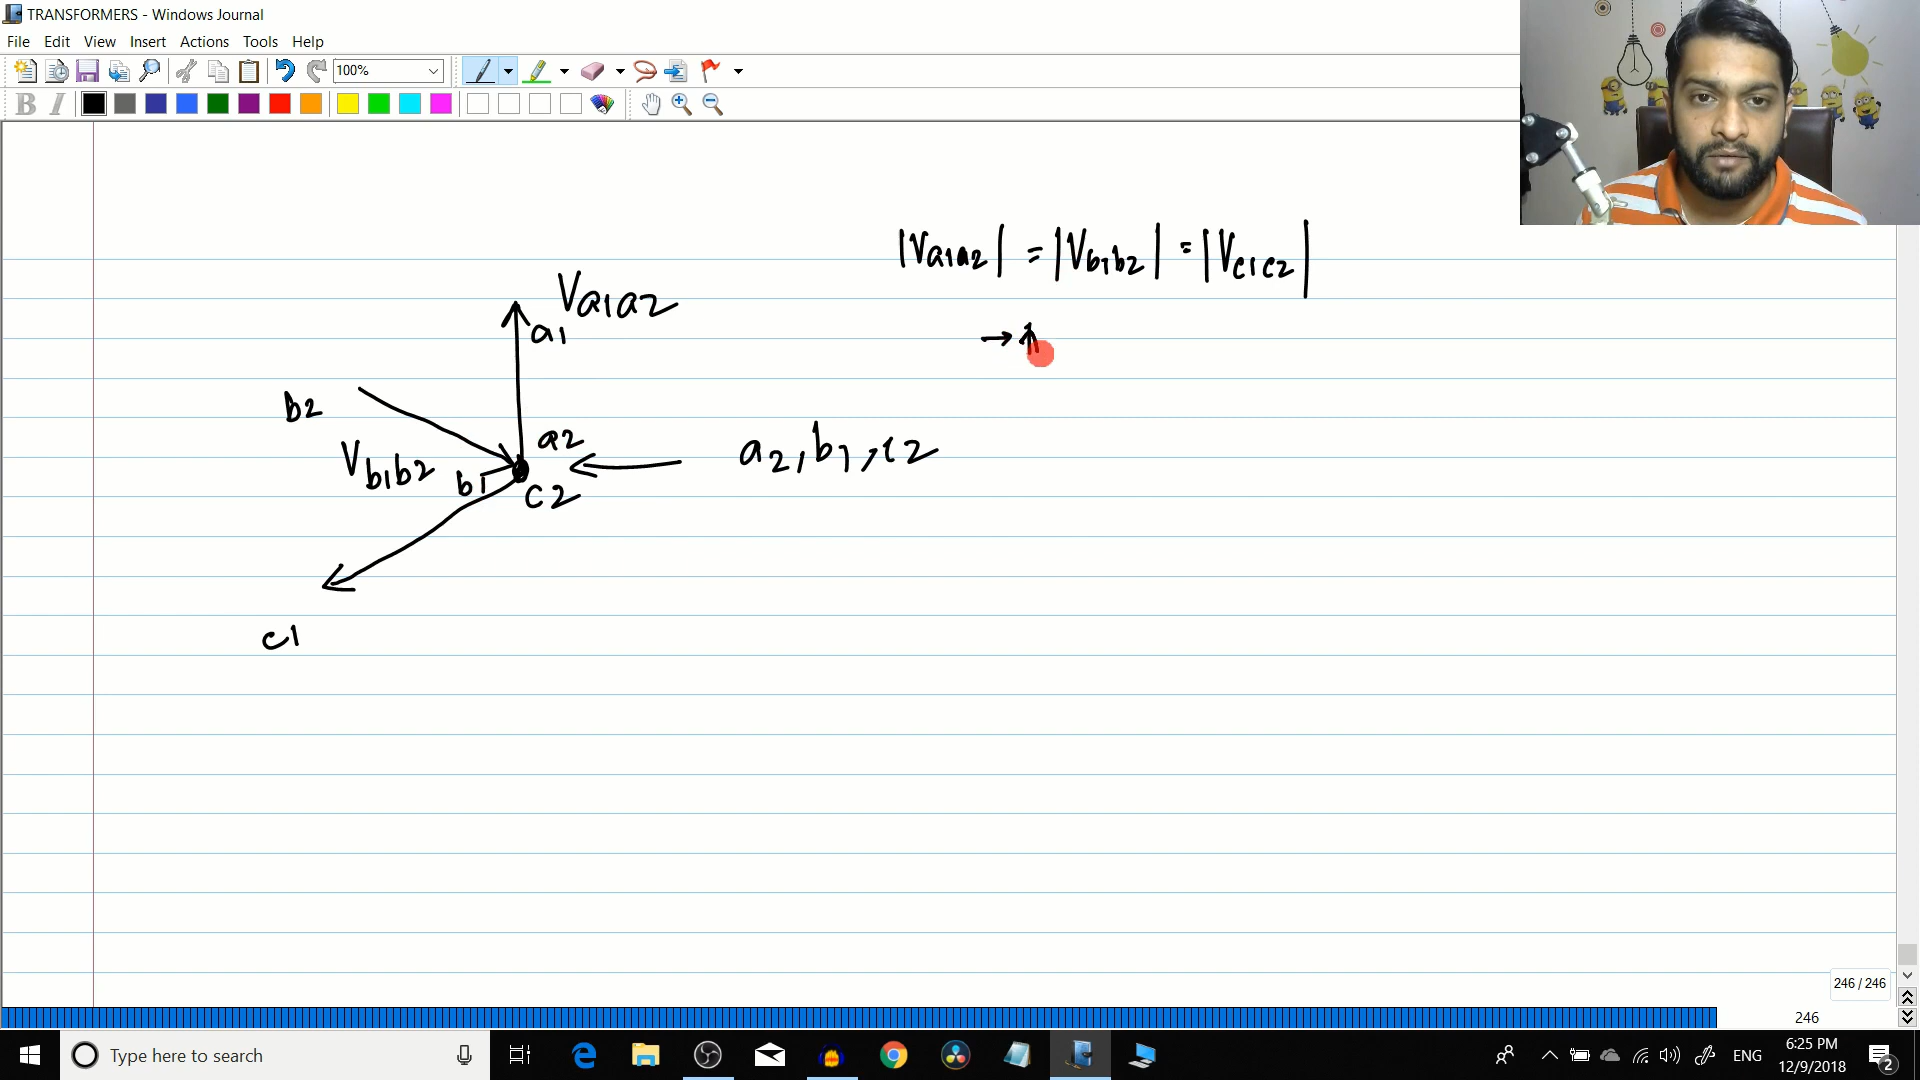 TRANSFORMERS - Windows Journal
File Edit View Insert Actions Tools Help
100%
B I
|Va1a2| = |Vb1b2| = |Vc1c2|
Va1a2
a1
→ ↑
b2
a2
a2, b1, c2
Vb1b2
b1
c2
c1
246 / 246
246
Type here to search
ENG
6:25 PM
12/9/2018
2